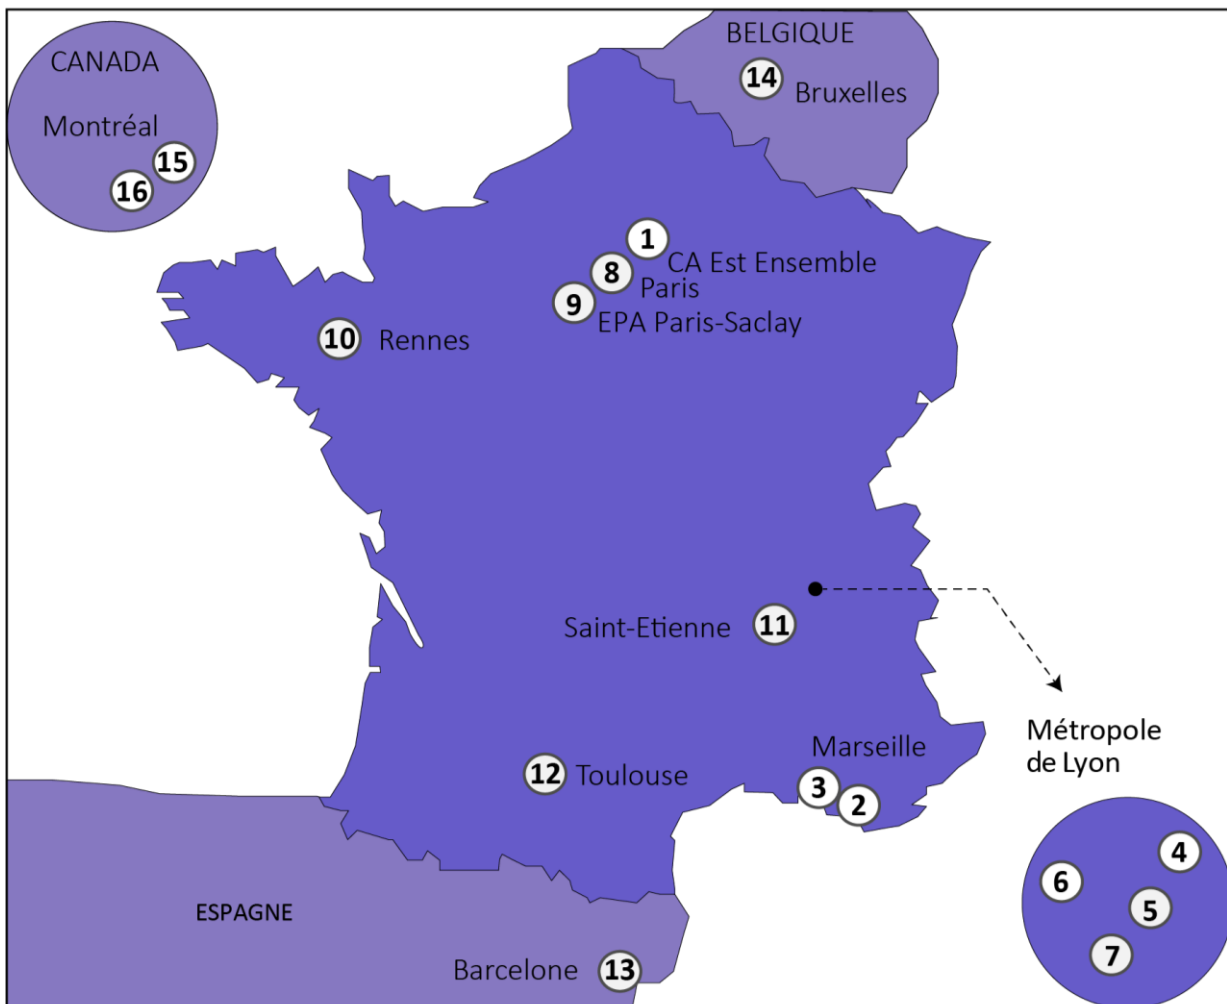 BELGIQUE
14
Bruxelles
CANADA
Montréal
15
16
1
CA Est Ensemble
8
Paris
9
EPA Paris-Saclay
10 Rennes
Saint-Etienne 11
Métropole
de Lyon
Marseille
12 Toulouse
3
2
4
6
5
7
ESPAGNE
Barcelone 13